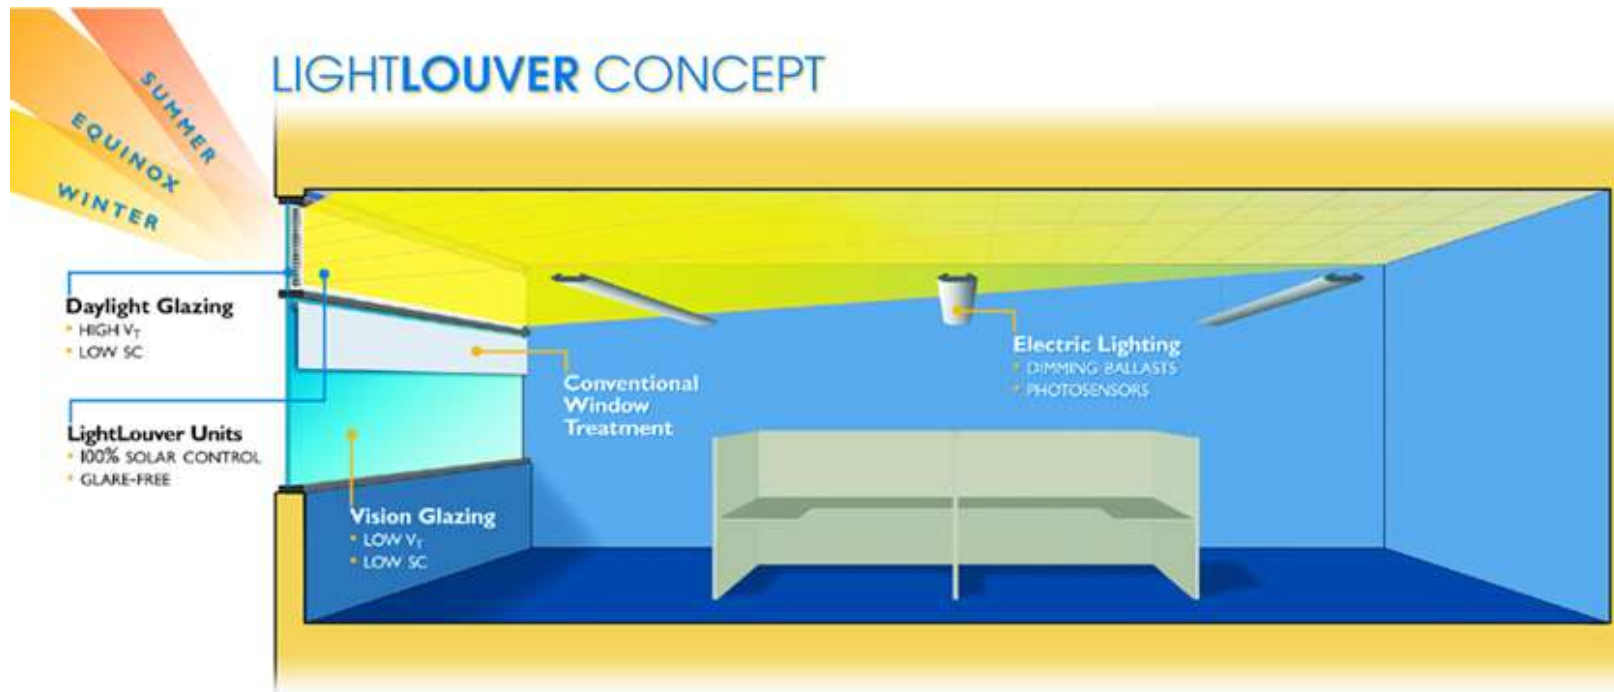 LIGHTLOUVER CONCEPT
SUMMER
EQUINOX
WINTER
Daylight Glazing
• HIGH VT
• LOW SC
LightLouver Units
• 100% SOLAR CONTROL
• GLARE-FREE
Conventional
Window
Treatment
Vision Glazing
• LOW VT
• LOW SC
Electric Lighting
• DIMMING BALLASTS
• PHOTOSENSORS